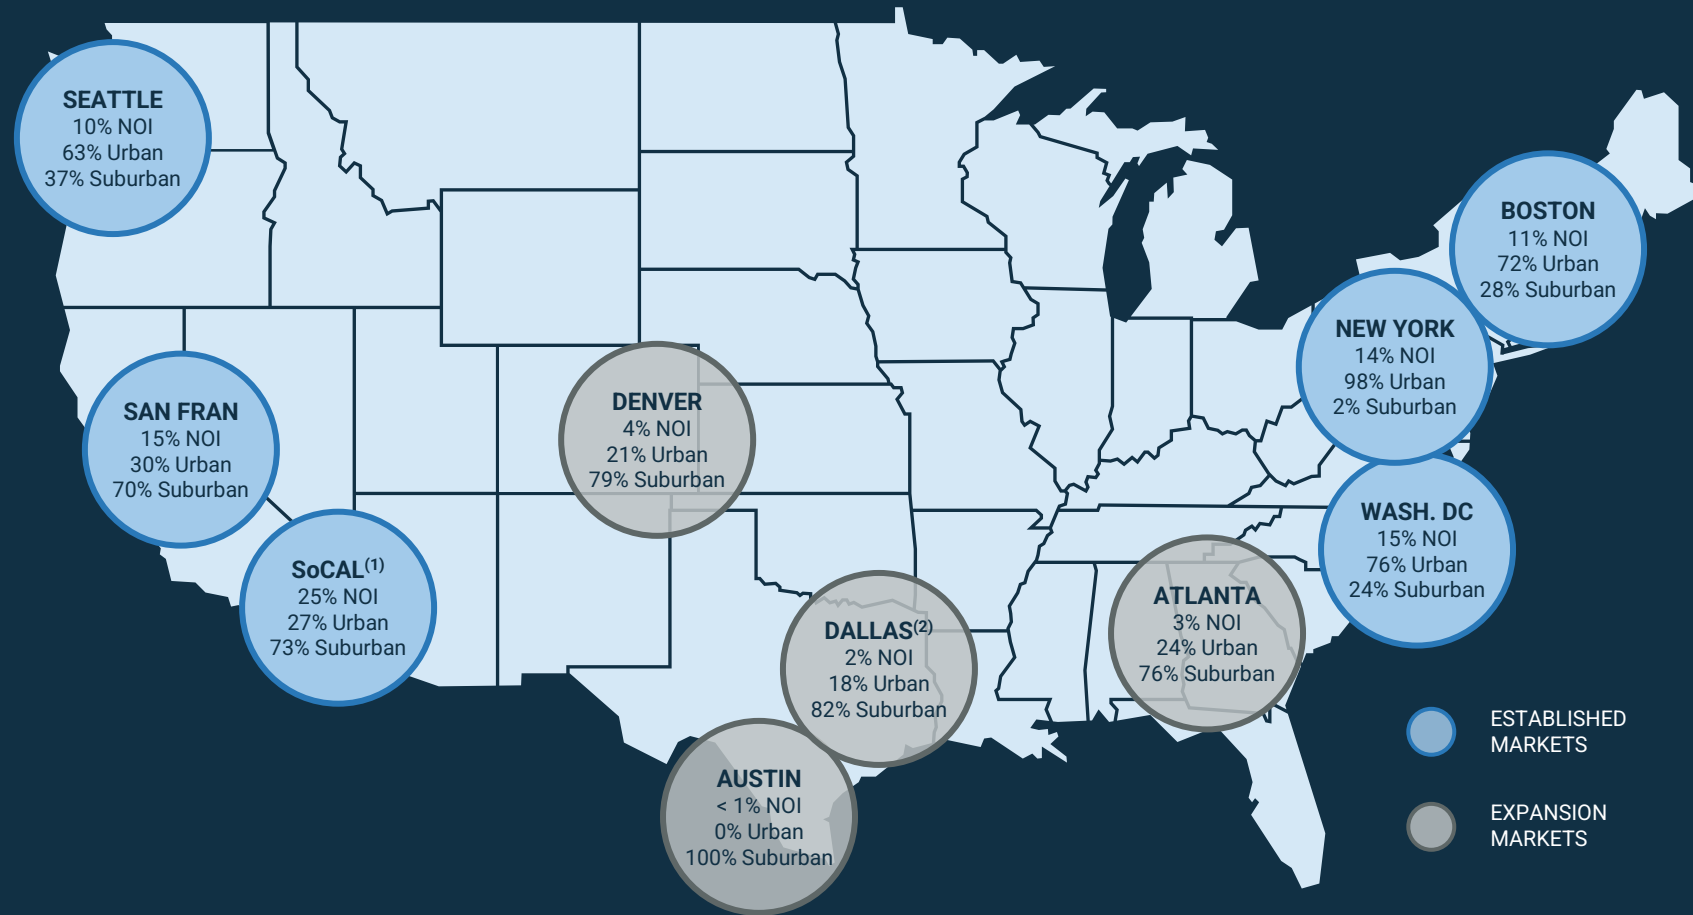 SEATTLE
10% NOI
63% Urban
37% Suburban
BOSTON
11% NOI
72% Urban
28% Suburban
NEW YORK
14% NOI
98% Urban
2% Suburban
SAN FRAN
15% NOI
30% Urban
70% Suburban
DENVER
4% NOI
21% Urban
79% Suburban
WASH. DC
15% NOI
76% Urban
24% Suburban
SoCAL(1)
25% NOI
27% Urban
73% Suburban
DALLAS(2)
2% NOI
18% Urban
82% Suburban
ATLANTA
3% NOI
24% Urban
76% Suburban
AUSTIN
< 1% NOI
0% Urban
100% Suburban
ESTABLISHED
MARKETS
EXPANSION
MARKETS